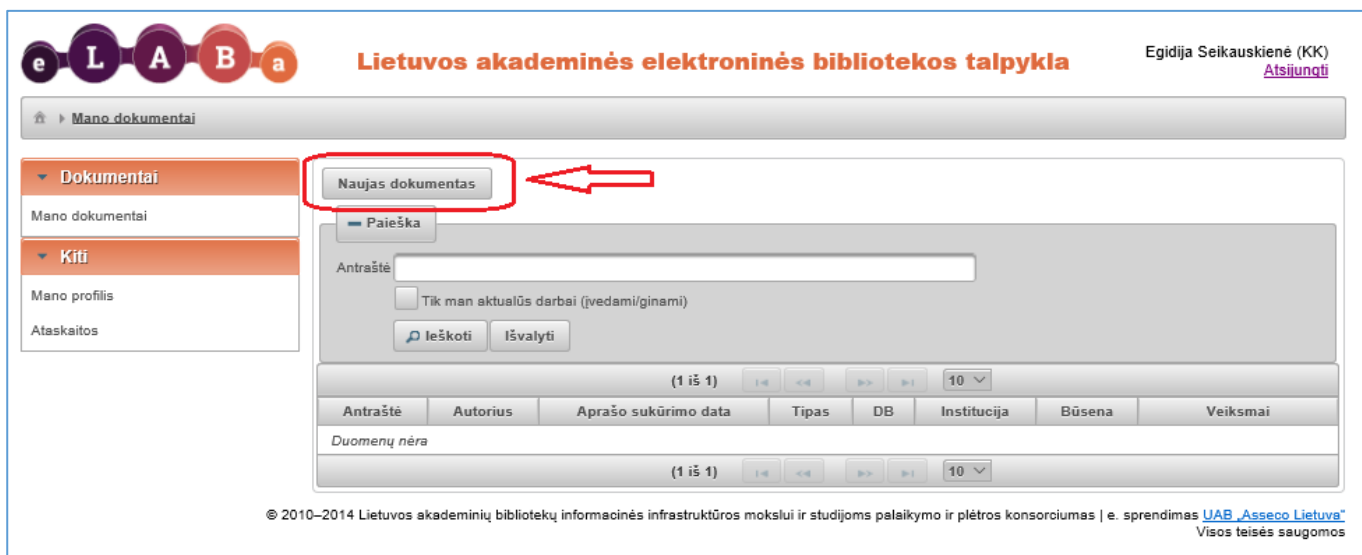 e L A B a
Lietuvos akademinės elektroninės bibliotekos talpykla
Egidija Seikauskienė (KK)
Atsijungti
Mano dokumentai
Dokumentai
Mano dokumentai
Kiti
Mano profilis
Ataskaitos
Naujas dokumentas
Paieška
Antraštė
Tik man aktualūs darbai (įvedami/ginami)
Ieškoti Išvalyti
(1 iš 1) 10
Antraštė Autorius Aprašo sukūrimo data Tipas DB Institucija Būsena Veiksmai
Duomenų nėra
(1 iš 1) 10
© 2010–2014 Lietuvos akademinių bibliotekų informacinės infrastruktūros mokslui ir studijoms palaikymo ir plėtros konsorciumas | e. sprendimas UAB „Asseco Lietuva"
Visos teisės saugomos